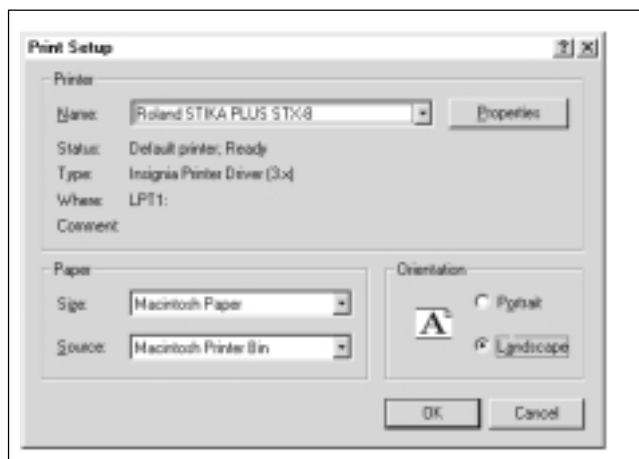 Print Setup
Printer
Name: Roland STIKA PLUS STX-8 Properties
Status: Default printer; Ready
Type: Insignia Printer Driver (3.x)
Where: LPT1:
Comment:
Paper
Size: Macintosh Paper
Source: Macintosh Printer Bin
Orientation
A
Portrait
Landscape
OK Cancel